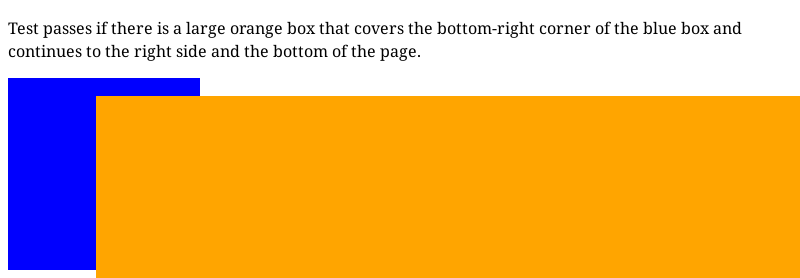 Test passes if there is a large orange box that covers the bottom-right corner of the blue box and
continues to the right side and the bottom of the page.